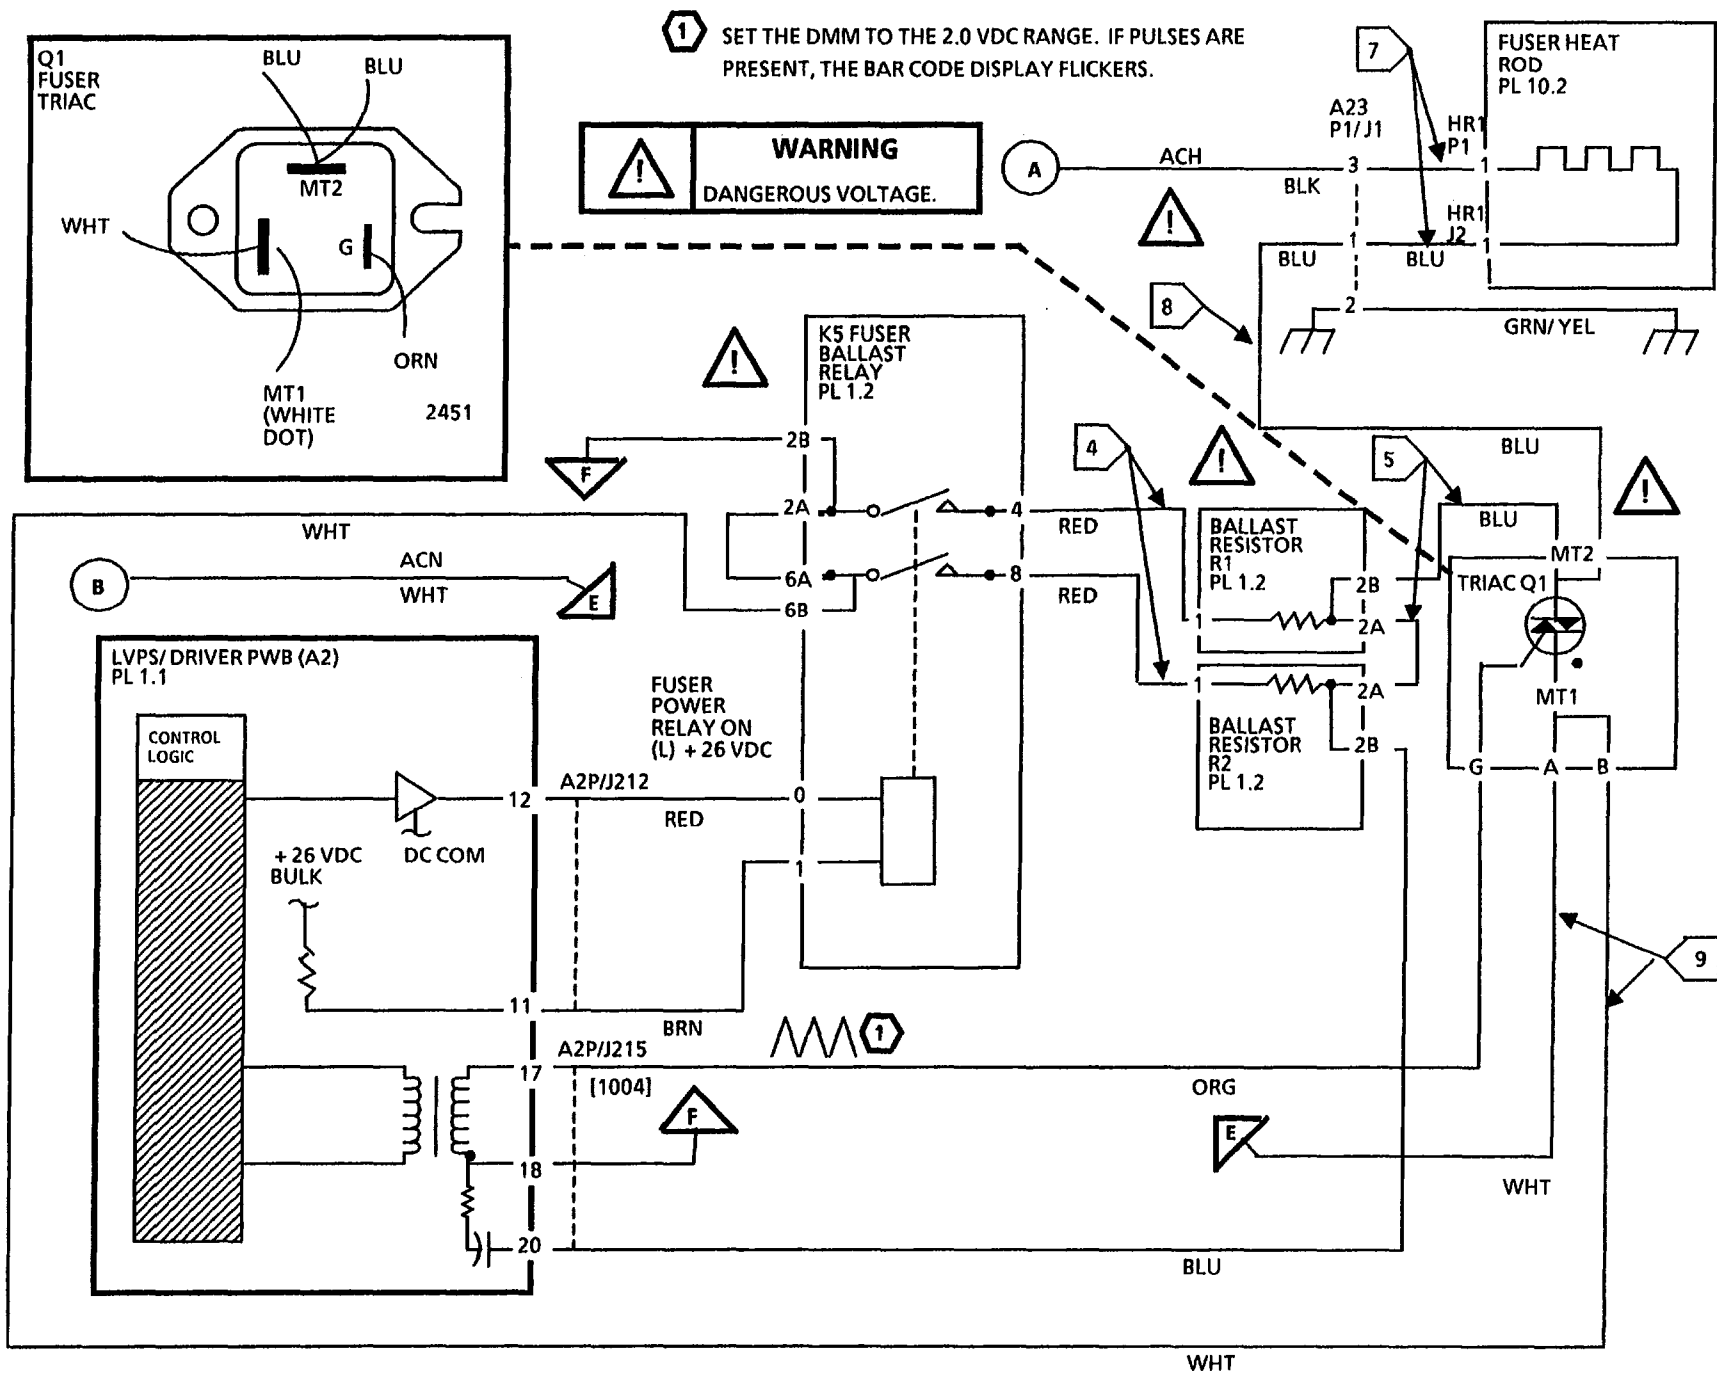 1 SET THE DMM TO THE 2.0 VDC RANGE. IF PULSES ARE
PRESENT, THE BAR CODE DISPLAY FLICKERS.
Q1
FUSER
TRIAC
BLU
BLU
MT2
WHT
G
ORN
MT1
(WHITE
DOT)
2451
! WARNING
DANGEROUS VOLTAGE.
7
FUSER HEAT
ROD
PL 10.2
A23
P1/J1
HR1
P1
A
ACH
BLK
3
1
!
HR1
J2
BLU
1
BLU
1
8
2
GRN/YEL
!
K5 FUSER
BALLAST
RELAY
PL 1.2
2B
F
2A
4
RED
6A
8
RED
6B
WHT
B
ACN
WHT
E
4
!
5
BLU
!
BLU
BALLAST
RESISTOR
R1
PL 1.2
2B
1
2A
MT2
TRIAC Q1
MT1
G
A
B
1
2A
BALLAST
RESISTOR
R2
PL 1.2
2B
LVPS/DRIVER PWB (A2)
PL 1.1
CONTROL
LOGIC
FUSER
POWER
RELAY ON
(L) +26 VDC
12
A2P/J212
RED
0
DC COM
+26 VDC
BULK
1
11
BRN
9
A2P/J215
17
[1004]
1
ORG
F
18
E
WHT
20
BLU
WHT